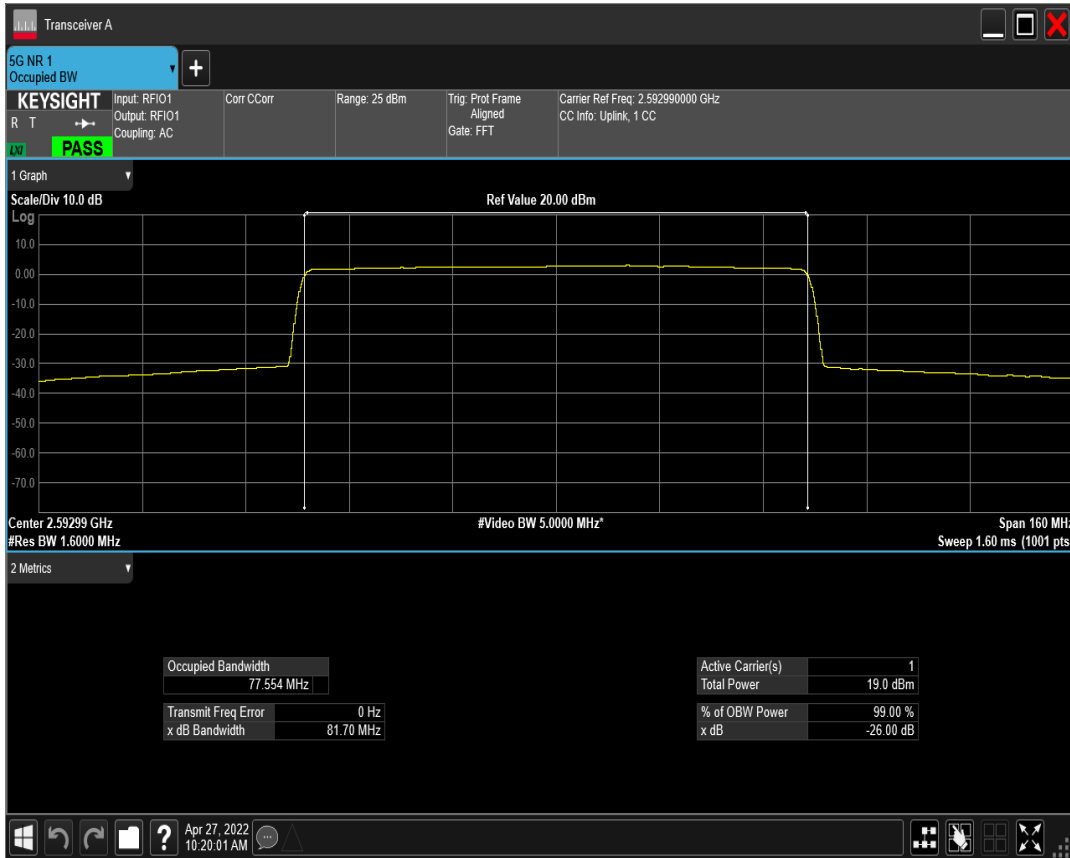 Transceiver A
5G NR 1
Occupied BW
KEYSIGHT
R T
LXI
PASS
Input: RFIO1
Output: RFIO1
Coupling: AC
Corr CCorr
Range: 25 dBm
Trig: Prot Frame
Aligned
Gate: FFT
Carrier Ref Freq: 2.592990000 GHz
CC Info: Uplink, 1 CC
1 Graph
Scale/Div 10.0 dB
Ref Value 20.00 dBm
Log
10.0
0.00
-10.0
-20.0
-30.0
-40.0
-50.0
-60.0
-70.0
Center 2.59299 GHz
#Video BW 5.0000 MHz*
Span 160 MHz
#Res BW 1.6000 MHz
Sweep 1.60 ms (1001 pts
2 Metrics
Occupied Bandwidth
77.554 MHz
Transmit Freq Error 0 Hz
x dB Bandwidth 81.70 MHz
Active Carrier(s) 1
Total Power 19.0 dBm
% of OBW Power 99.00 %
x dB -26.00 dB
Apr 27, 2022
10:20:01 AM